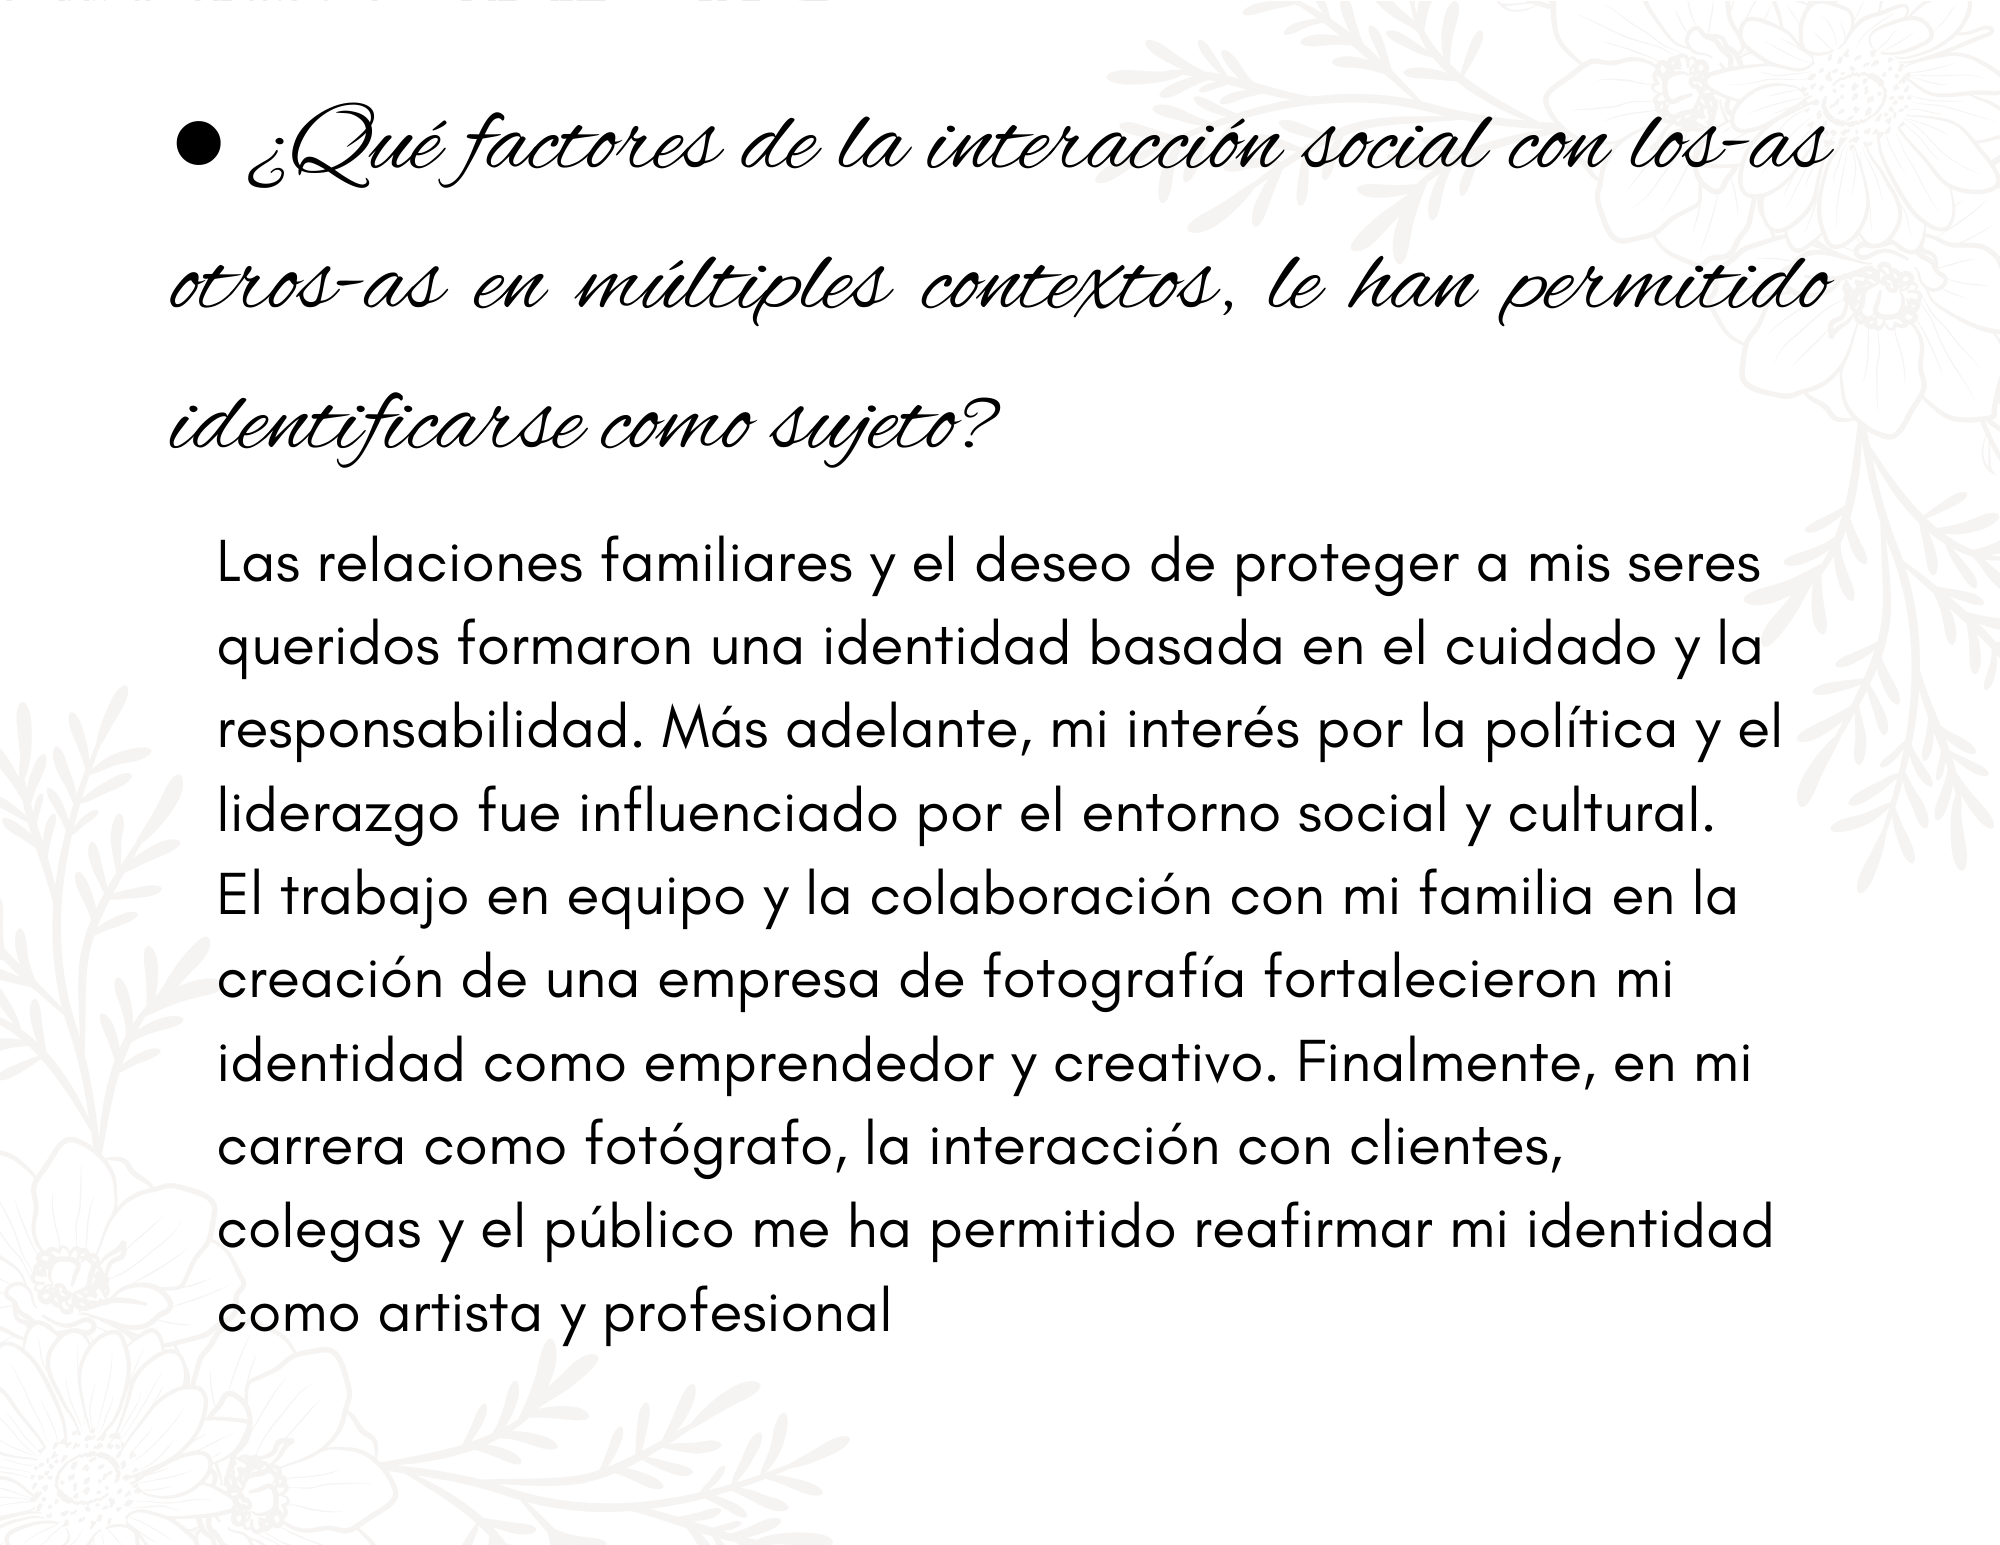 ● ¿Qué factores de la interacción social con los-as
otros-as en múltiples contextos, le han permitido
identificarse como sujeto?
Las relaciones familiares y el deseo de proteger a mis seres
queridos formaron una identidad basada en el cuidado y la
responsabilidad. Más adelante, mi interés por la política y el
liderazgo fue influenciado por el entorno social y cultural.
El trabajo en equipo y la colaboración con mi familia en la
creación de una empresa de fotografía fortalecieron mi
identidad como emprendedor y creativo. Finalmente, en mi
carrera como fotógrafo, la interacción con clientes,
colegas y el público me ha permitido reafirmar mi identidad
como artista y profesional